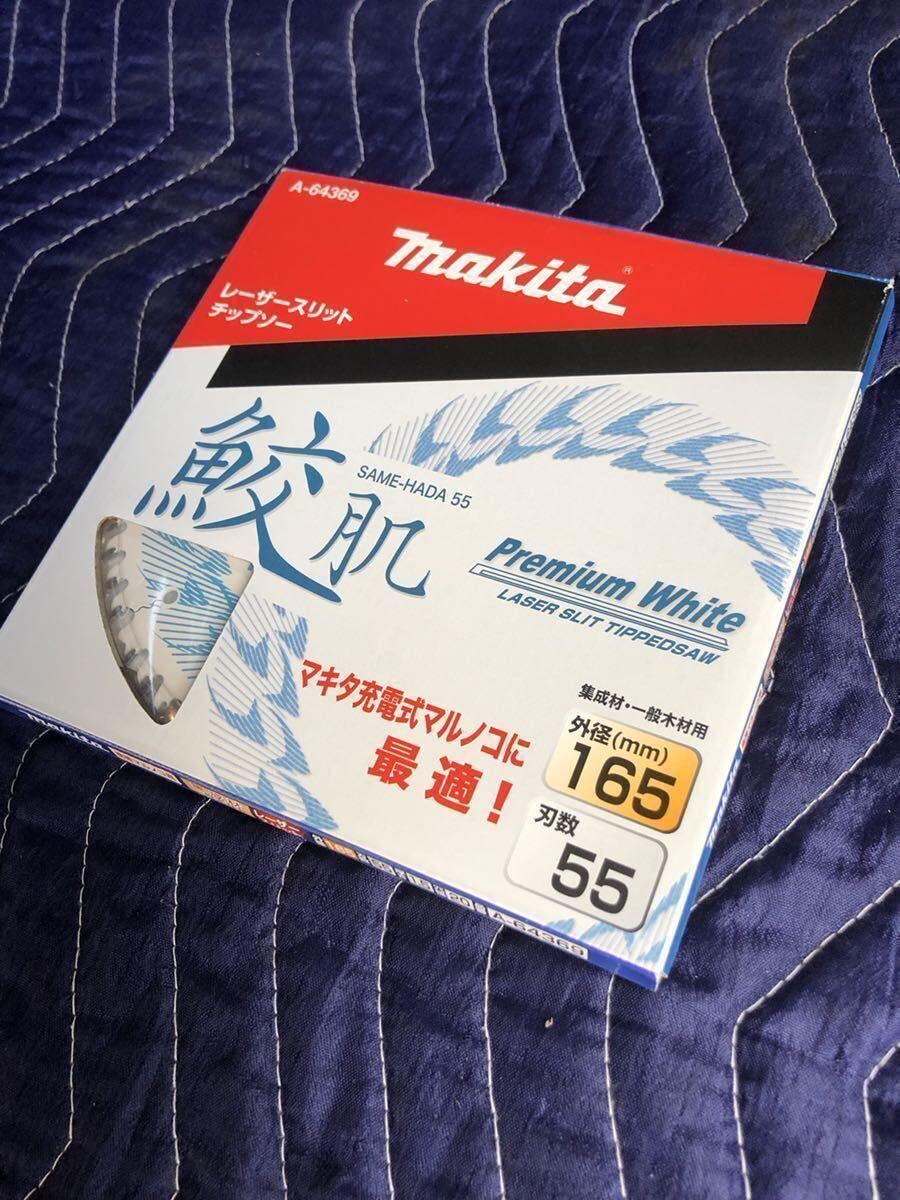 A-64369
makita®
レーザースリット
チップソー
鮫肌
SAME-HADA 55
Premium White
LASER SLIT TIPPEDSAW
マキタ充電式マルノコに
最適！
集成材・一般木材用
外径(mm)
165
刃数
55
makita
A-64369